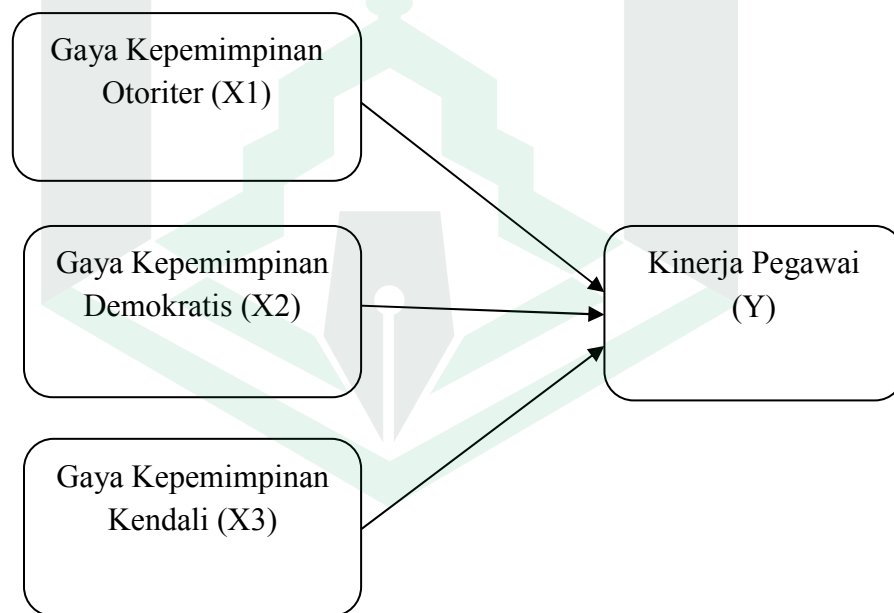 Gaya Kepemimpinan
Otoriter (X1)
Gaya Kepemimpinan
Demokratis (X2)
Kinerja Pegawai
(Y)
Gaya Kepemimpinan
Kendali (X3)